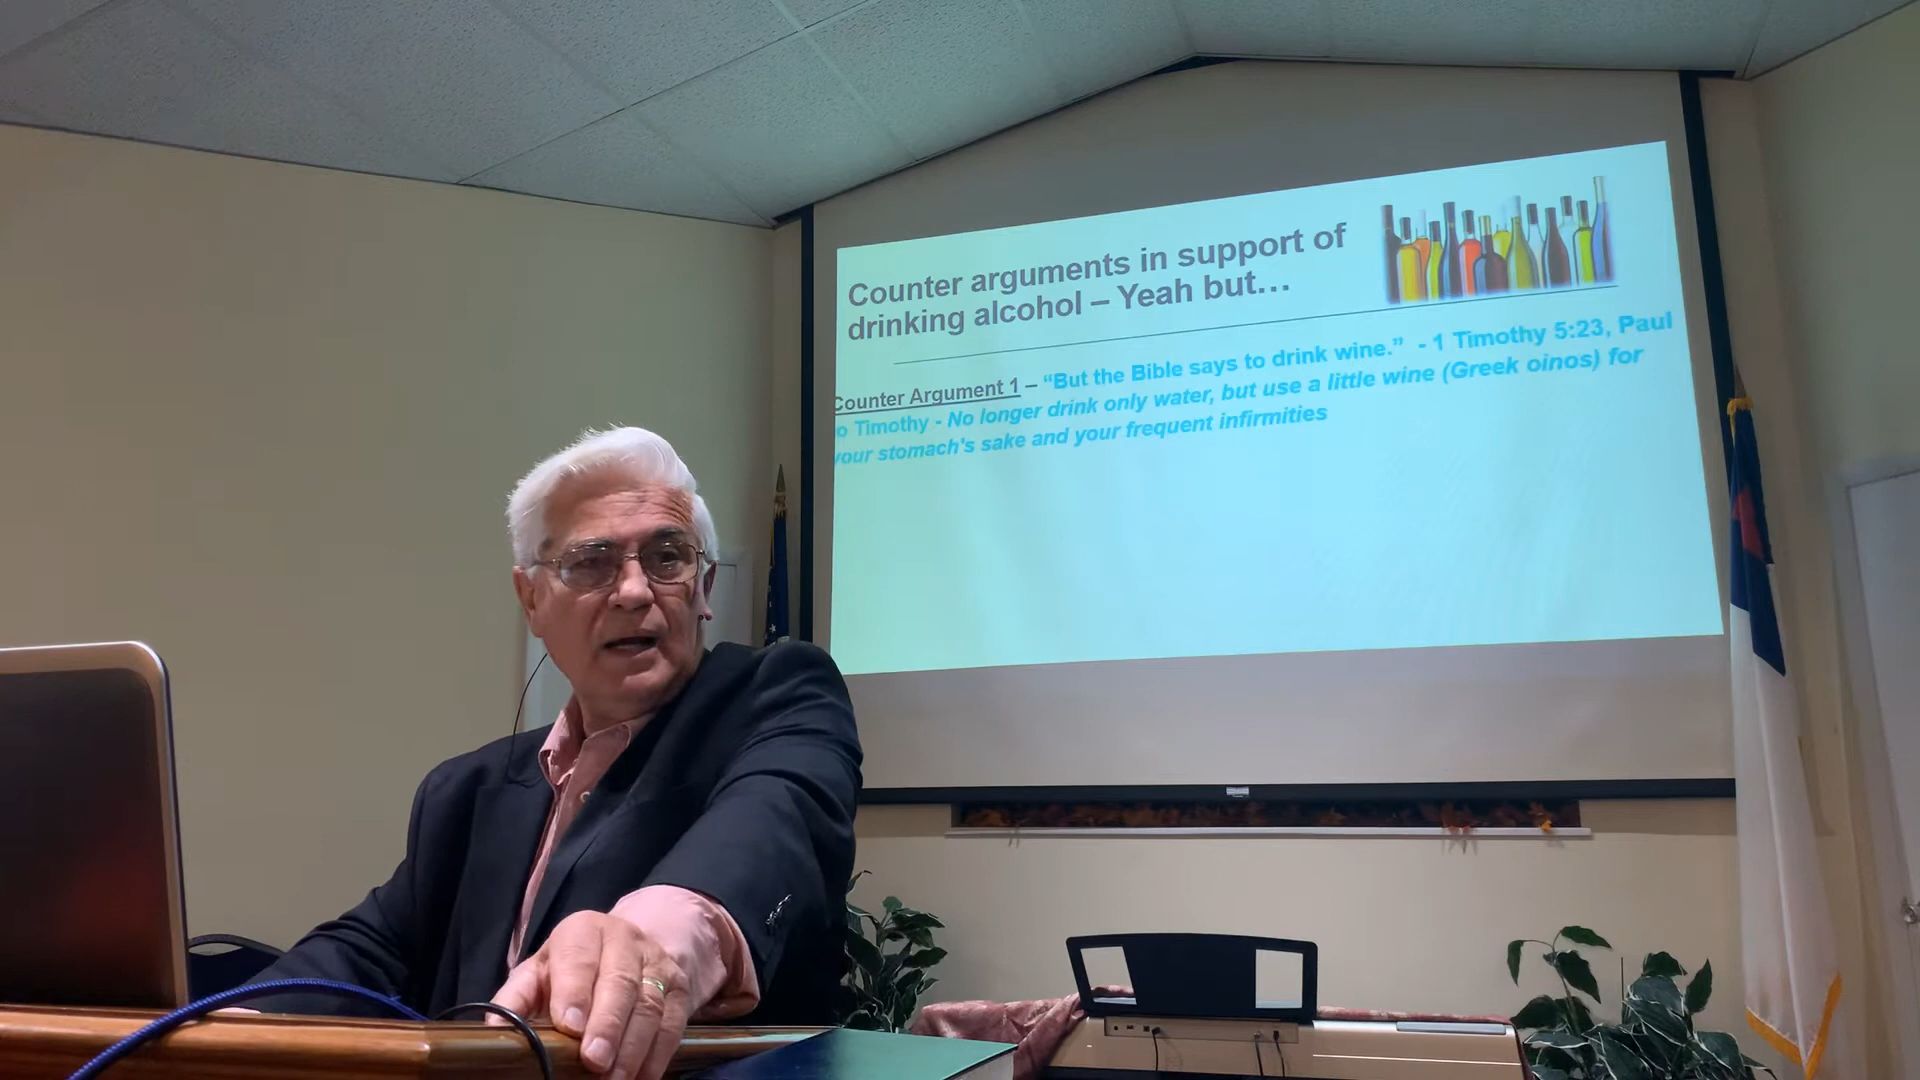 Counter arguments in support of
drinking alcohol – Yeah but…
Counter Argument 1 – “But the Bible says to drink wine.” - 1 Timothy 5:23, Paul
o Timothy - No longer drink only water, but use a little wine (Greek oinos) for
your stomach's sake and your frequent infirmities